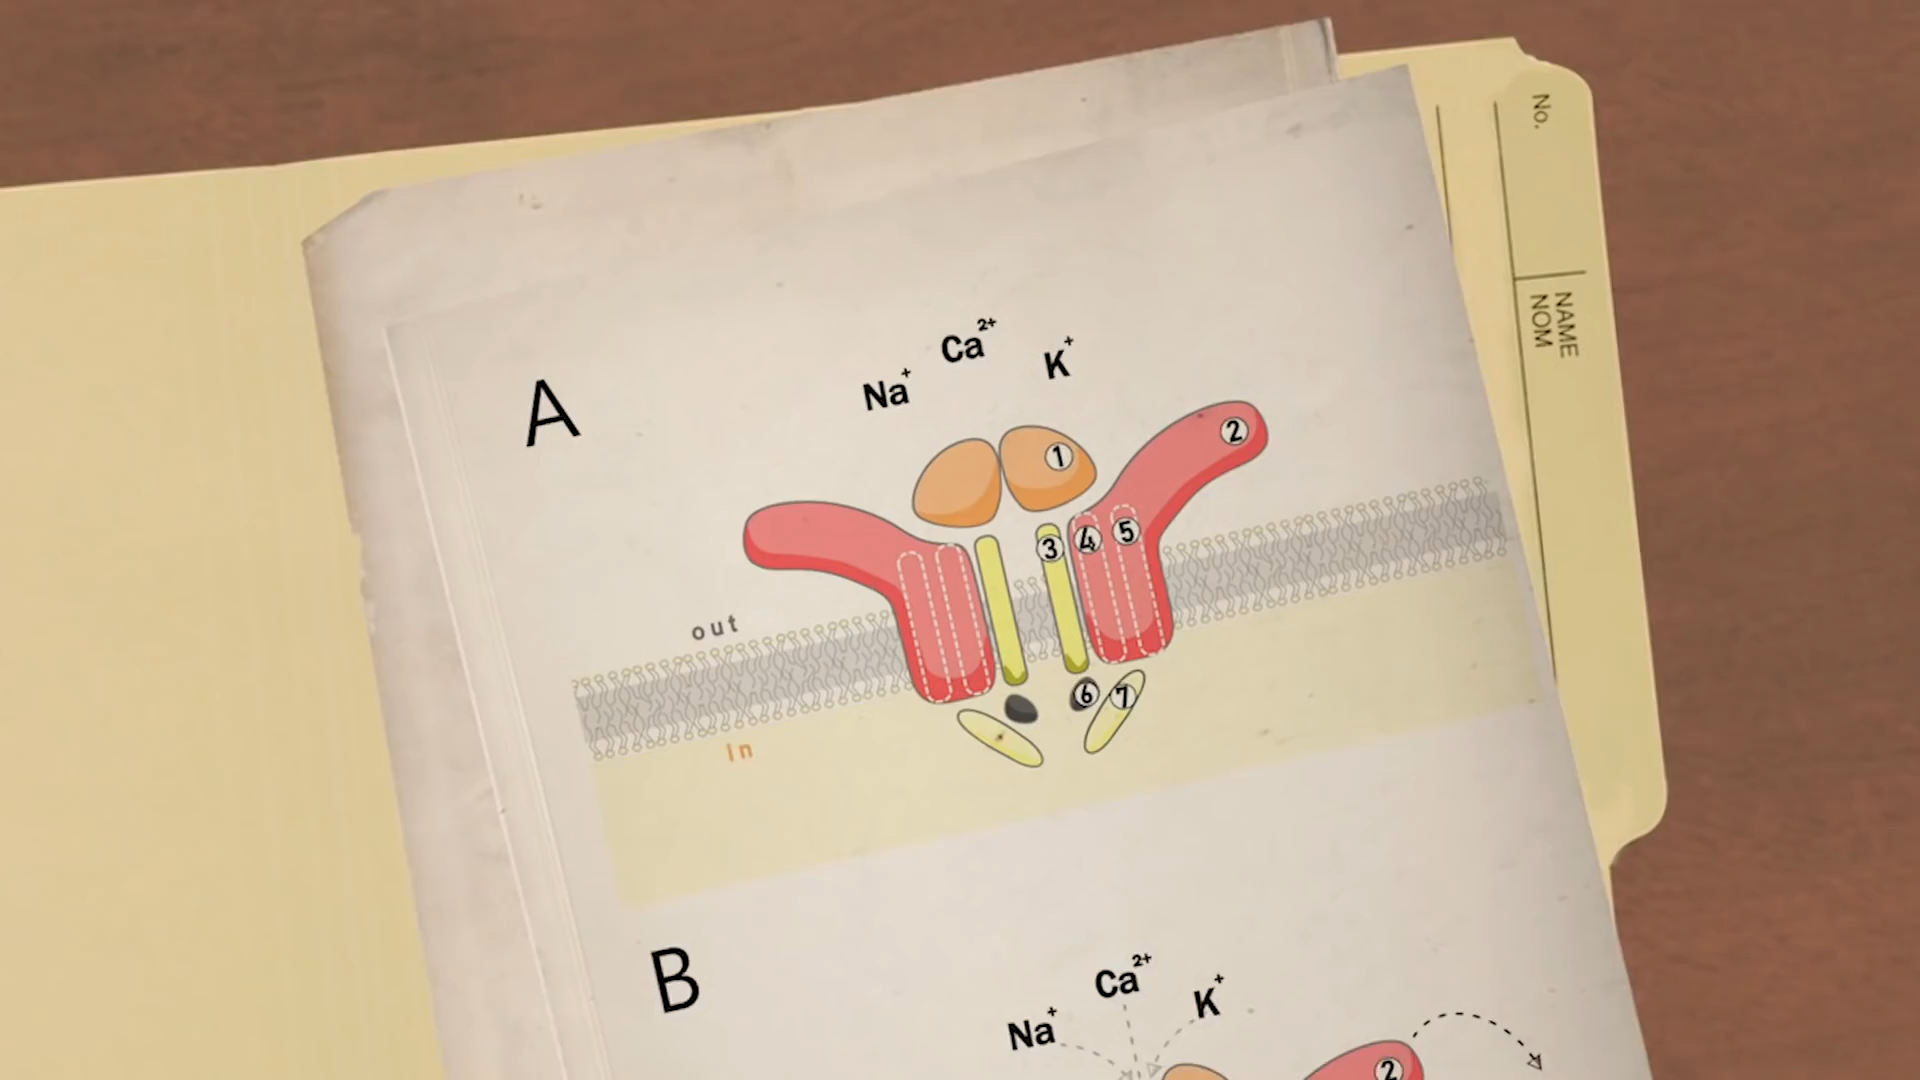 No.
NAME
NOM
A
Na⁺ Ca²⁺ K⁺
1
2
3 4 5
out
6 7
in
B
Na⁺ Ca²⁺ K⁺
2